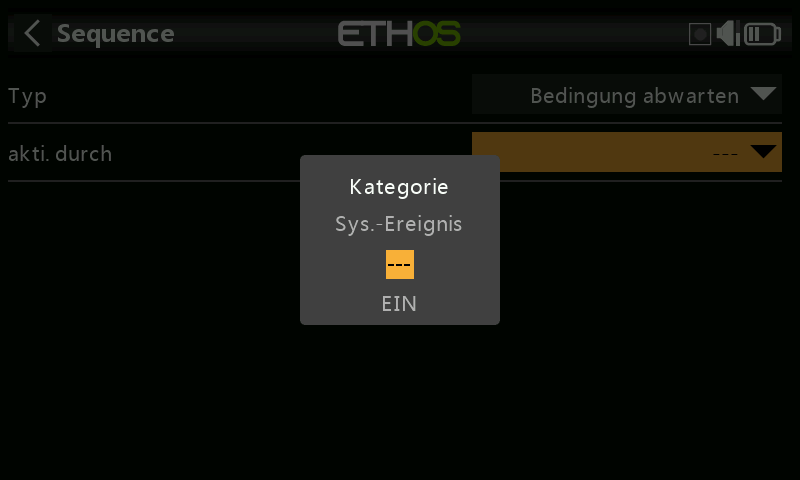 Sequence
ETHOS
Typ
Bedingung abwarten
akti. durch
---
Kategorie
Sys.-Ereignis
---
EIN